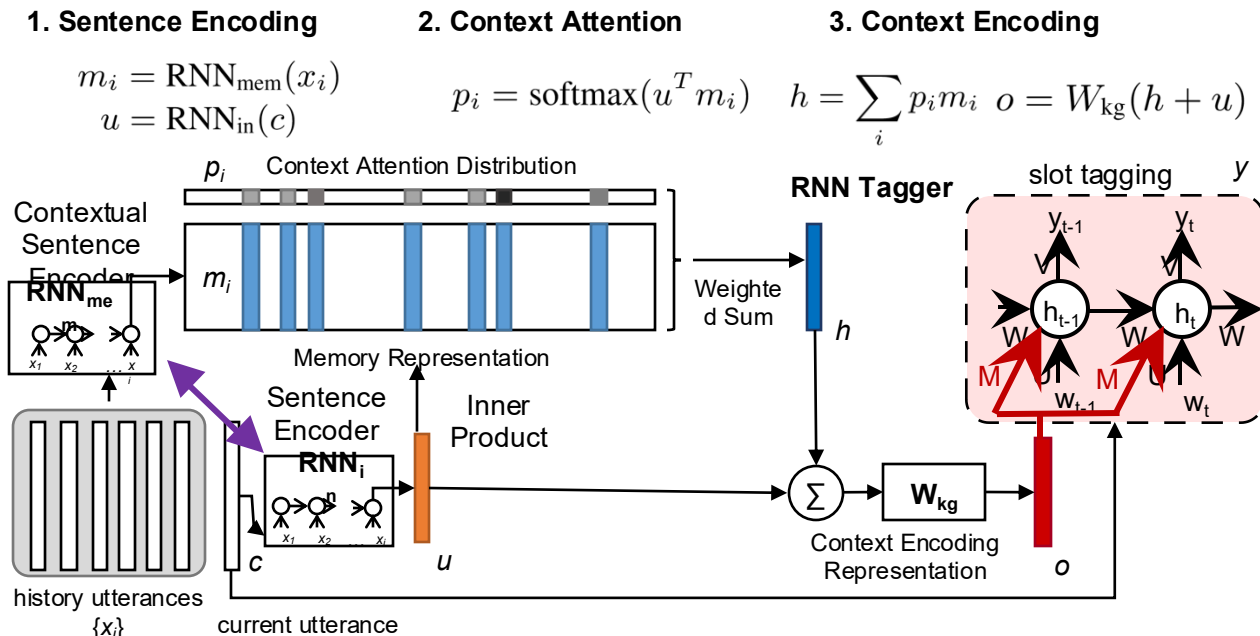 1. Sentence Encoding
2. Context Attention
3. Context Encoding
m_i = RNN_mem(x_i)
u = RNN_in(c)
p_i = softmax(u^T m_i)
h = ∑_i p_i m_i
o = W_kg(h + u)
p_i
Context Attention Distribution
Contextual
Sentence
Encoder
RNN_me
m
x_1 x_2 ... x_i
m_i
Memory Representation
Weighte
d Sum
h
RNN Tagger
slot tagging
y
y_t-1 y_t
V V
h_t-1 h_t
W W W
M U M U
w_t-1 w_t
Sentence
Encoder
RNN_i
n
x_1 x_2 ... x_i
Inner
Product
u
c
∑
W_kg
Context Encoding
Representation
o
history utterances
{x_i}
current utterance